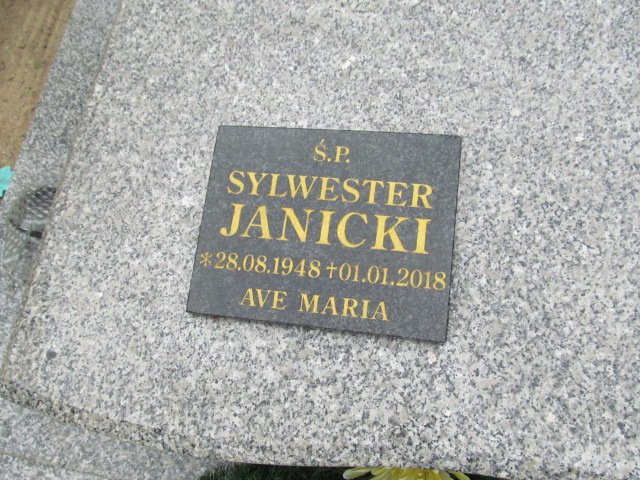 Ś.P.
SYLWESTER
JANICKI
*28.08.1948 †01.01.2018
AVE MARIA